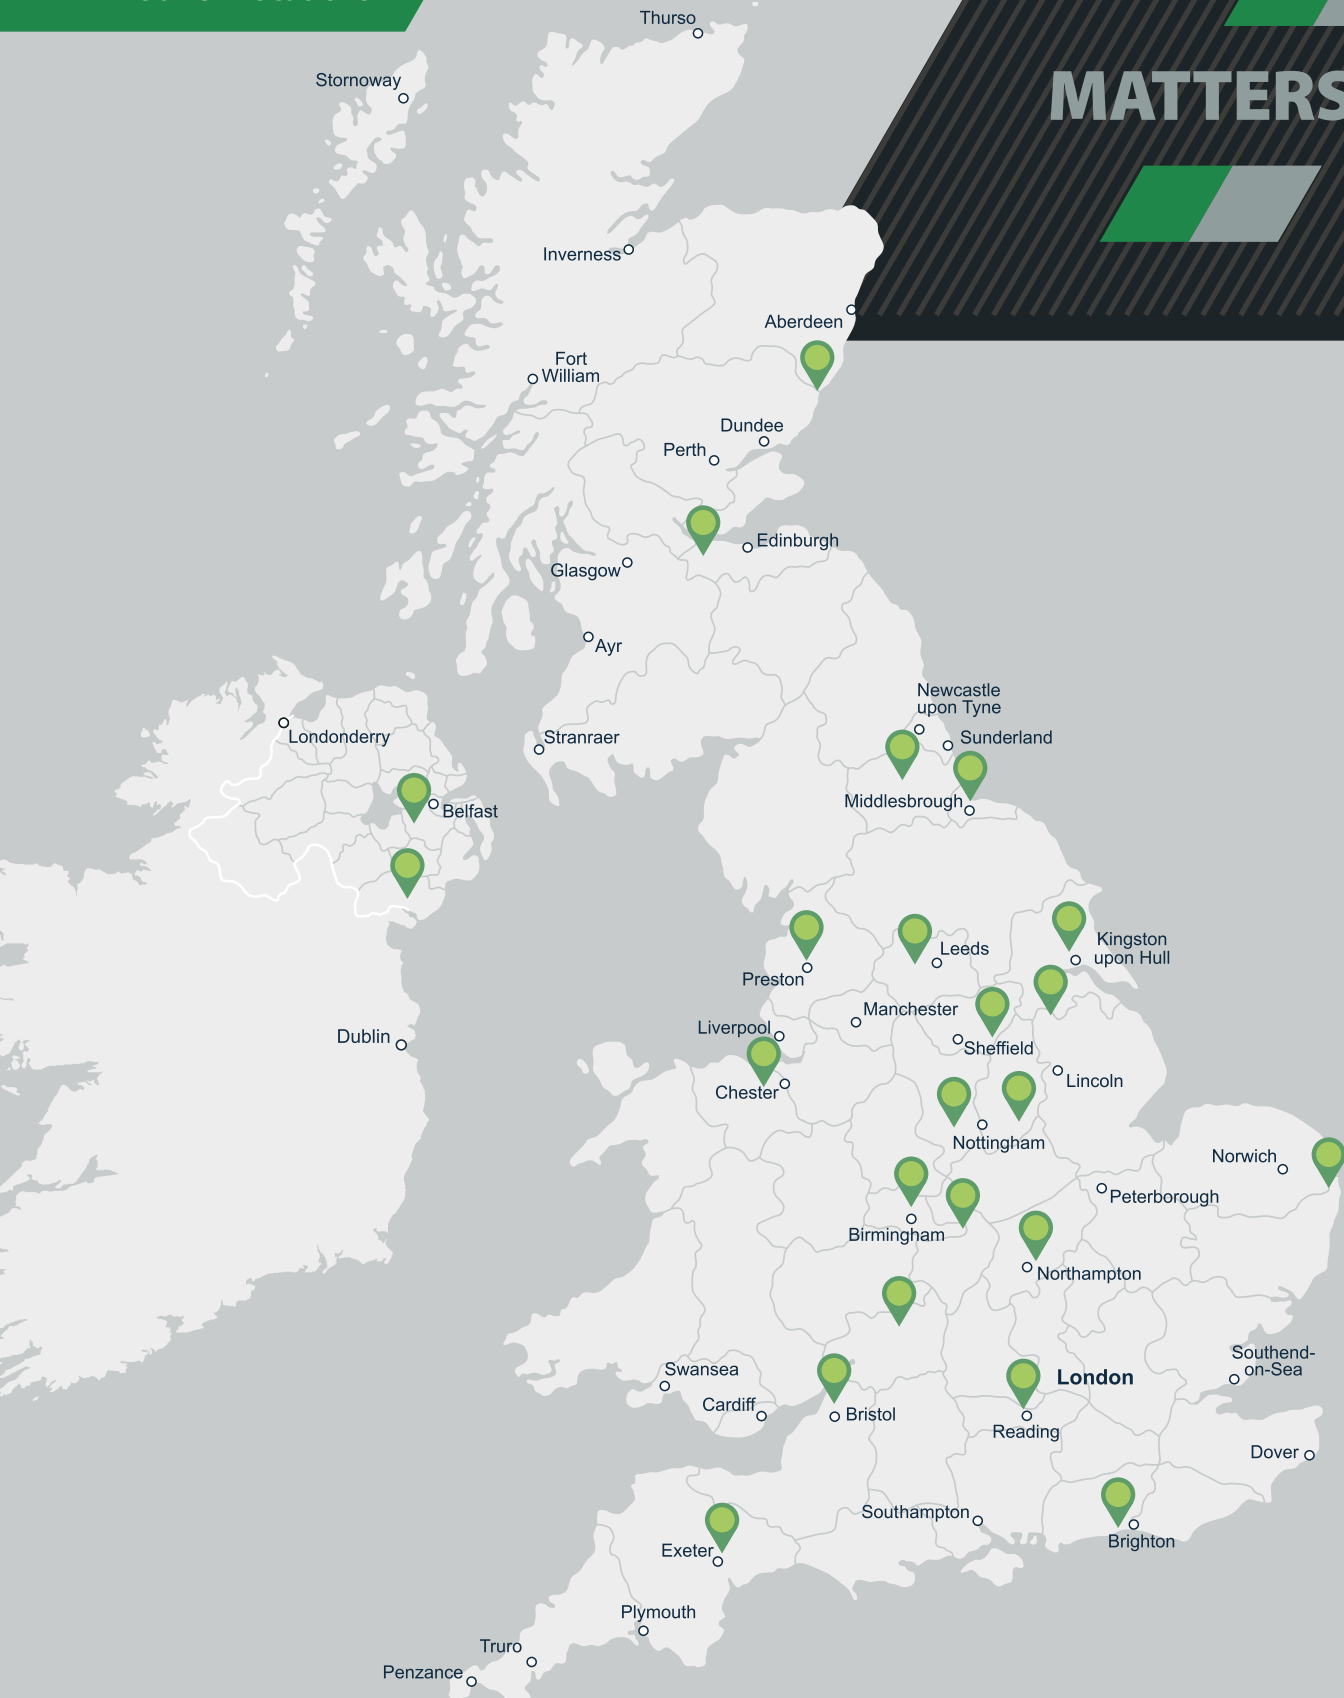 Thurso
Stornoway
MATTERS
Inverness
Aberdeen
Fort
William
Dundee
Perth
Edinburgh
Glasgow
Ayr
Newcastle
upon Tyne
Londonderry
Stranraer
Sunderland
Middlesbrough
Belfast
Kingston
upon Hull
Leeds
Preston
Manchester
Liverpool
Dublin
Sheffield
Lincoln
Chester
Nottingham
Norwich
Peterborough
Birmingham
Northampton
Southend-
on-Sea
Swansea
London
Cardiff
Bristol
Reading
Dover
Southampton
Brighton
Exeter
Plymouth
Truro
Penzance